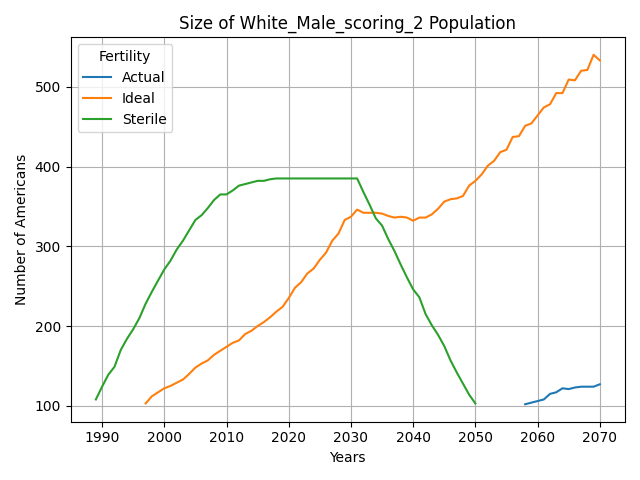 Size of White_Male_scoring_2 Population
Fertility
Actual
Ideal
Sterile
Number of Americans
500
400
300
200
100
1990 2000 2010 2020 2030 2040 2050 2060 2070
Years